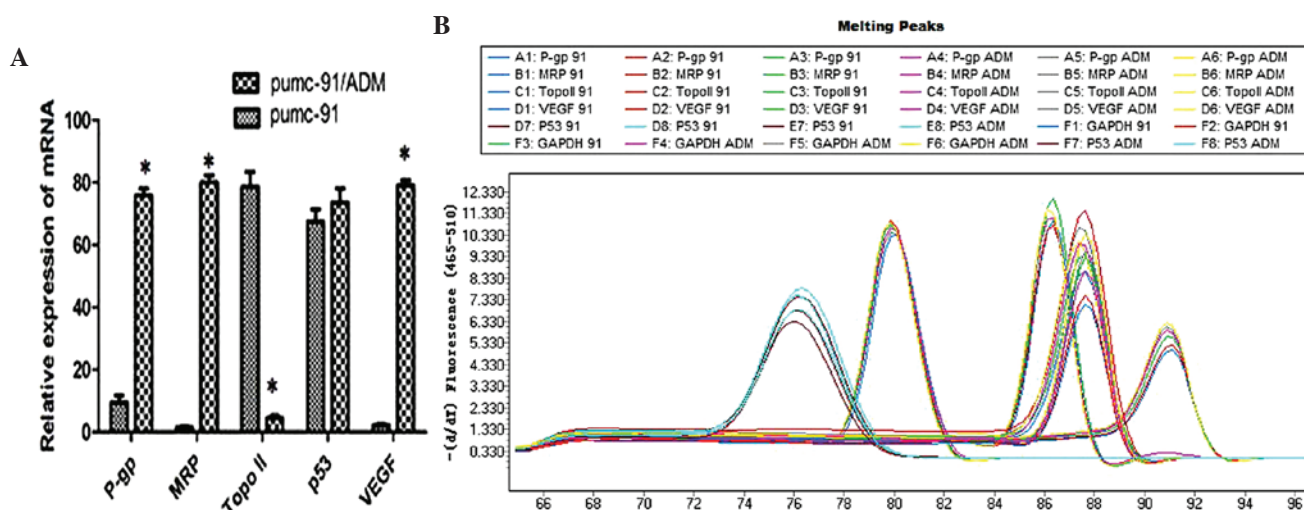 A
pumc-91/ADM
pumc-91
Relative expression of mRNA
100
80
60
40
20
0
* * * *
P-gp MRP Topo II p53 VEGF
B
Melting Peaks
A1: P-gp 91 A2: P-gp 91 A3: P-gp 91 A4: P-gp ADM A5: P-gp ADM A6: P-gp ADM
B1: MRP 91 B2: MRP 91 B3: MRP 91 B4: MRP ADM B5: MRP ADM B6: MRP ADM
C1: TopoII 91 C2: TopoII 91 C3: TopoII 91 C4: TopoII ADM C5: TopoII ADM C6: TopoII ADM
D1: VEGF 91 D2: VEGF 91 D3: VEGF 91 D4: VEGF ADM D5: VEGF ADM D6: VEGF ADM
D7: P53 91 D8: P53 91 E7: P53 91 E8: P53 ADM F1: GAPDH 91 F2: GAPDH 91
F3: GAPDH 91 F4: GAPDH ADM F5: GAPDH ADM F6: GAPDH ADM F7: P53 ADM F8: P53 ADM
-(d/dT) Fluorescence (465-510)
12.330
11.330
10.330
9.330
8.330
7.330
6.330
5.330
4.330
3.330
2.330
1.330
0.330
66 68 70 72 74 76 78 80 82 84 86 88 90 92 94 96